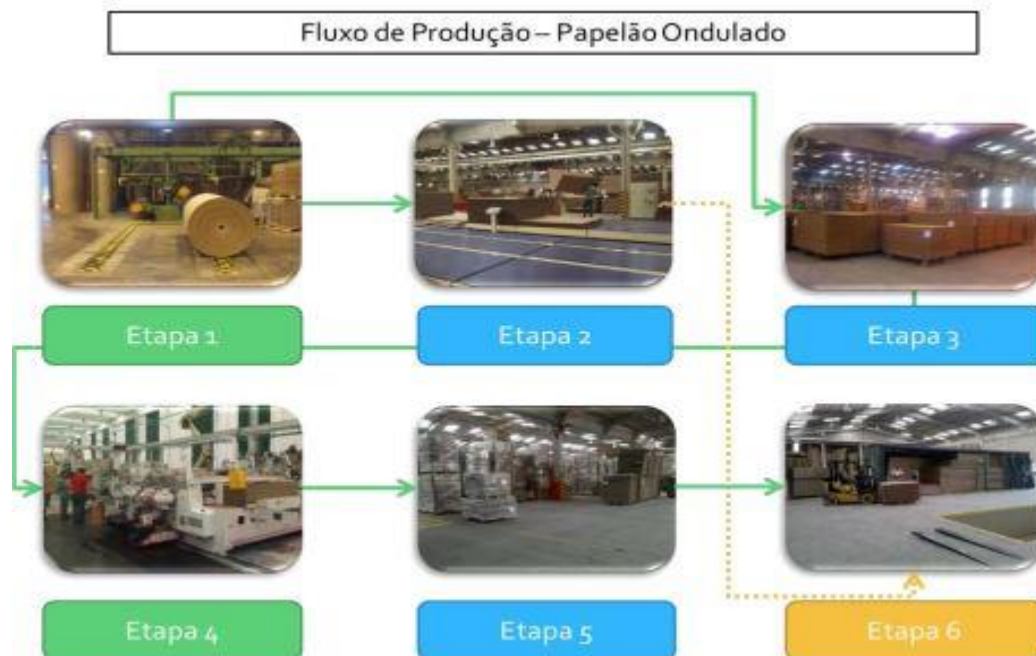 Fluxo de Produção – Papelão Ondulado
Etapa 1
Etapa 2
Etapa 3
Etapa 4
Etapa 5
Etapa 6